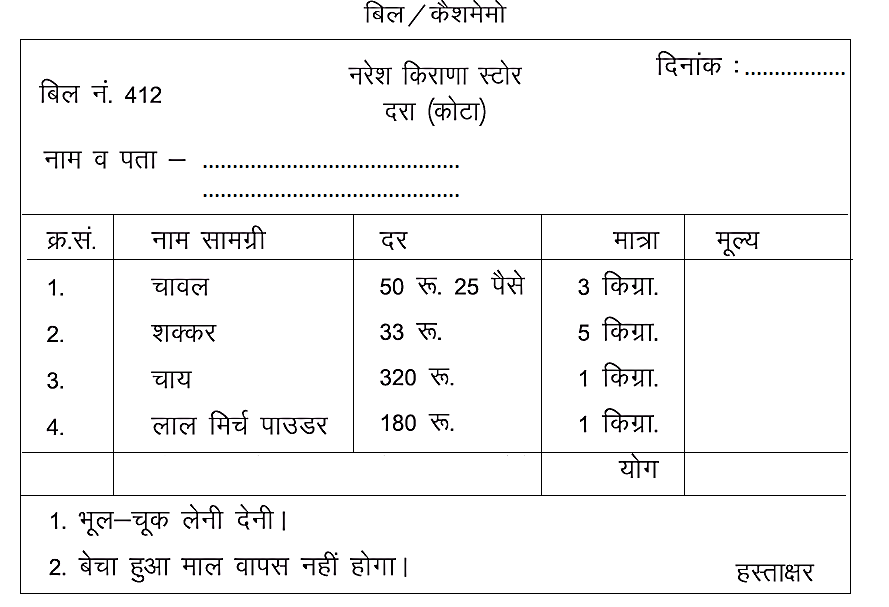 बिल/कैशमेमो
बिल नं. 412 नरेश किराणा स्टोर दिनांक :.................
दरा (कोटा)
नाम व पता – ...........................................
...........................................
क्र.सं. नाम सामग्री दर मात्रा मूल्य
1. चावल 50 रू. 25 पैसे 3 किग्रा.
2. शक्कर 33 रू. 5 किग्रा.
3. चाय 320 रू. 1 किग्रा.
4. लाल मिर्च पाउडर 180 रू. 1 किग्रा.
योग
1. भूल–चूक लेनी देनी।
2. बेचा हुआ माल वापस नहीं होगा। हस्ताक्षर